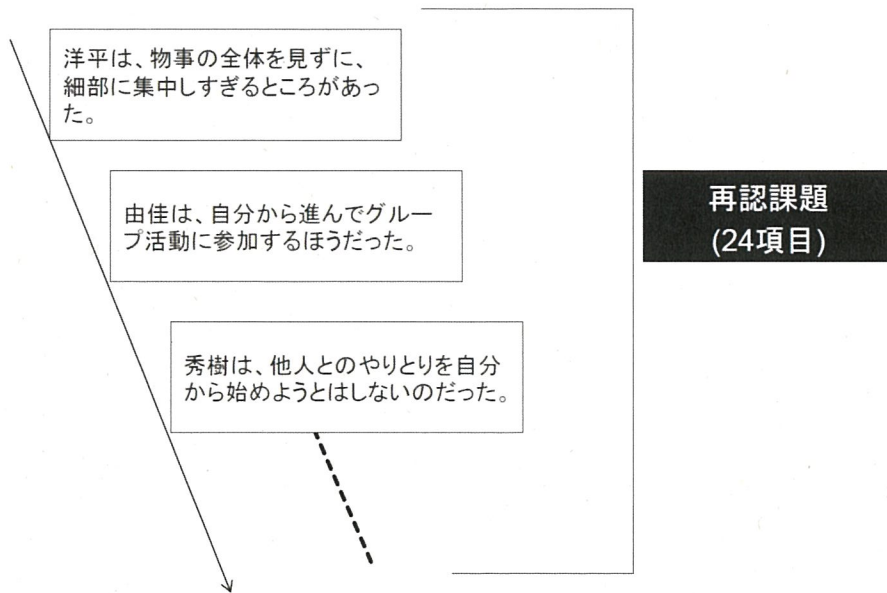 洋平は、物事の全体を見ずに、
細部に集中しすぎるところがあっ
た。
由佳は、自分から進んでグルー
プ活動に参加するほうだった。
秀樹は、他人とのやりとりを自分
から始めようとはしないのだった。
再認課題
(24項目)